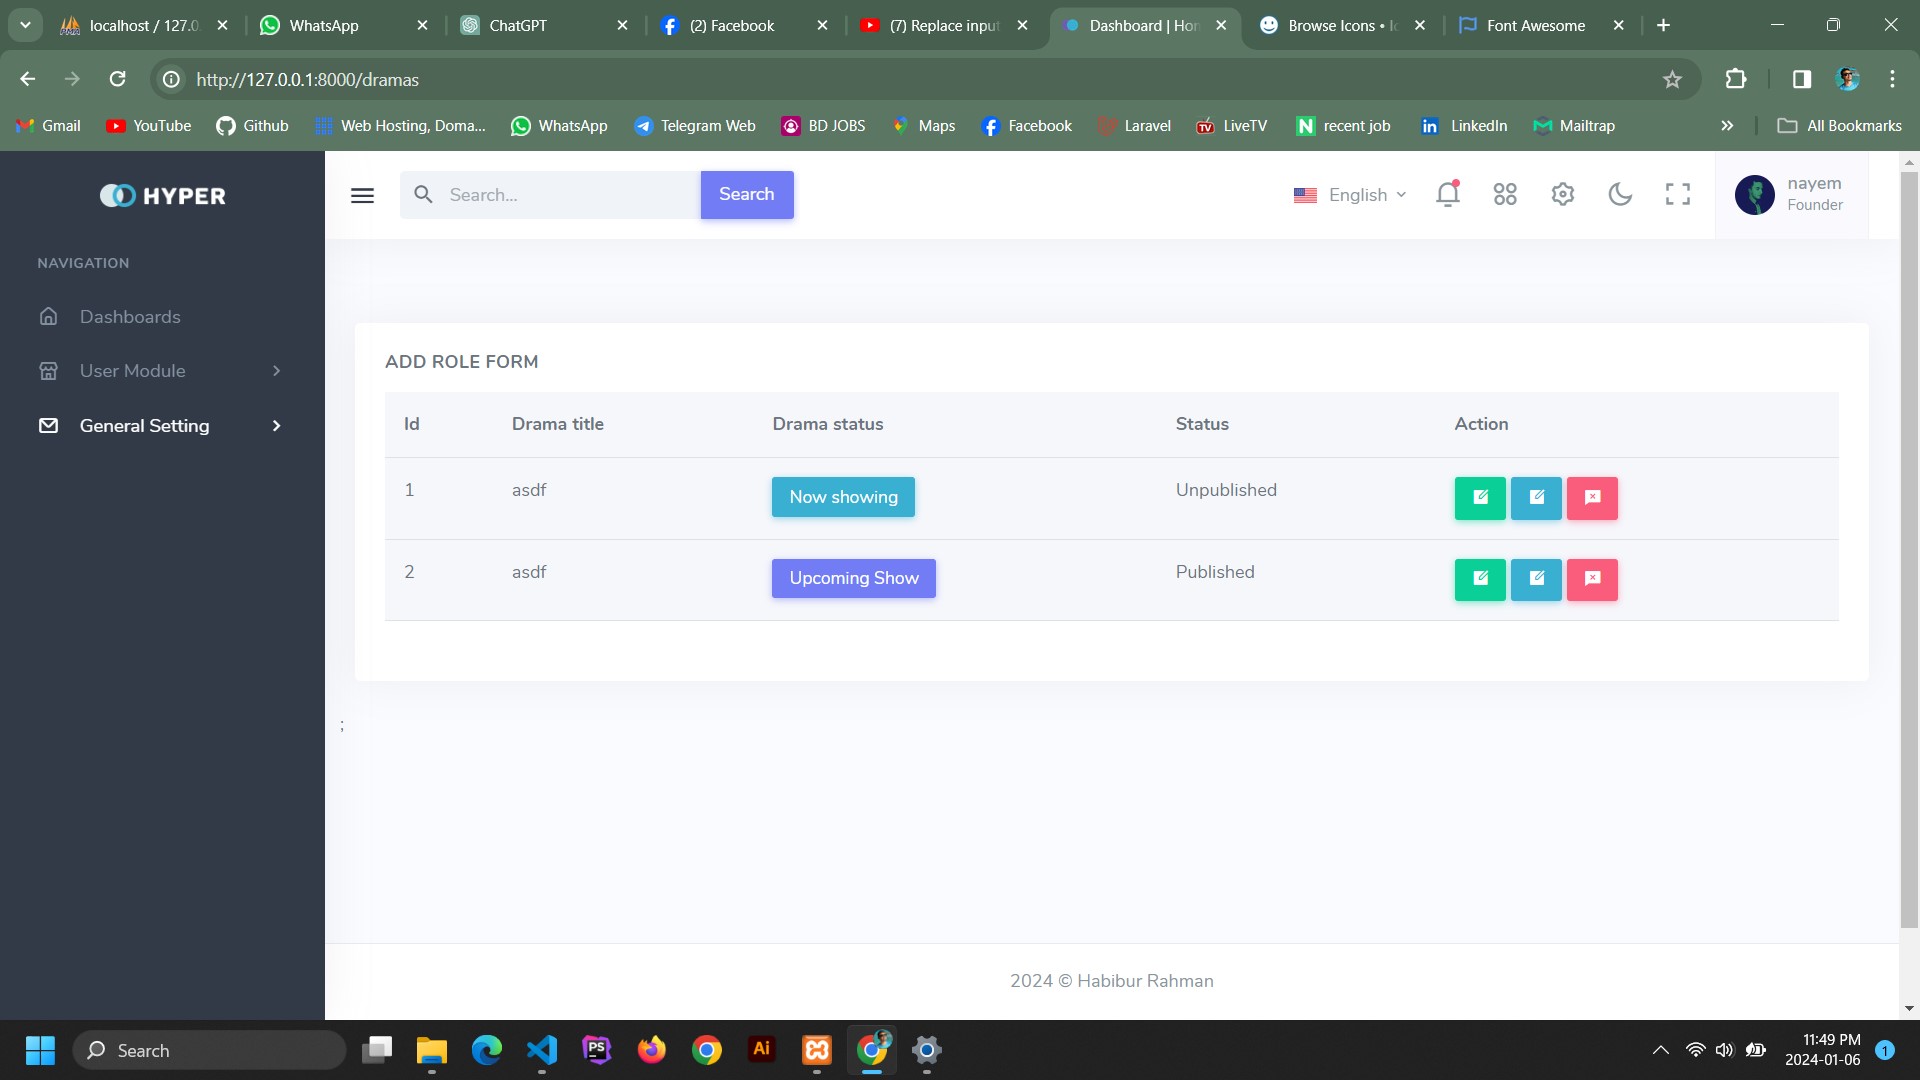 localhost / 127.0.
WhatsApp
ChatGPT
(2) Facebook
(7) Replace input
Dashboard | Hom
Browse Icons •
Font Awesome
http://127.0.0.1:8000/dramas
Gmail
YouTube
Github
Web Hosting, Doma...
WhatsApp
Telegram Web
BD JOBS
Maps
Facebook
Laravel
LiveTV
recent job
LinkedIn
Mailtrap
All Bookmarks
HYPER
Search...
Search
English
nayem
Founder
NAVIGATION
Dashboards
User Module
General Setting
ADD ROLE FORM
Id Drama title Drama status Status Action
1 asdf Now showing Unpublished
2 asdf Upcoming Show Published
;
2024 © Habibur Rahman
Search
PS
Ai
11:49 PM
2024-01-06
1